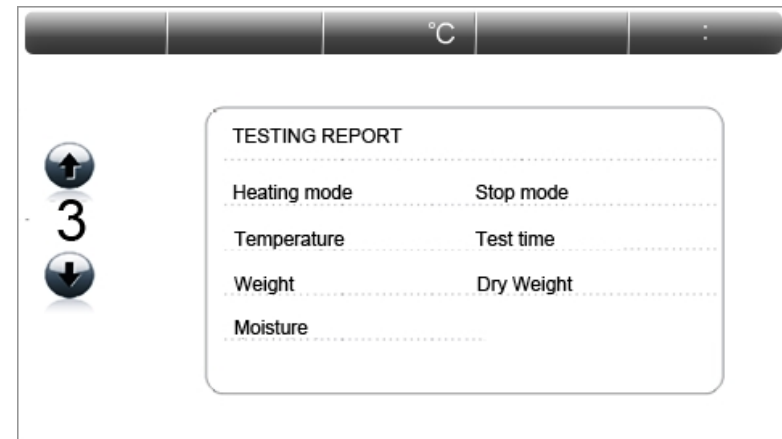 °C :
TESTING REPORT
Heating mode Stop mode
3
Temperature Test time
Weight Dry Weight
Moisture